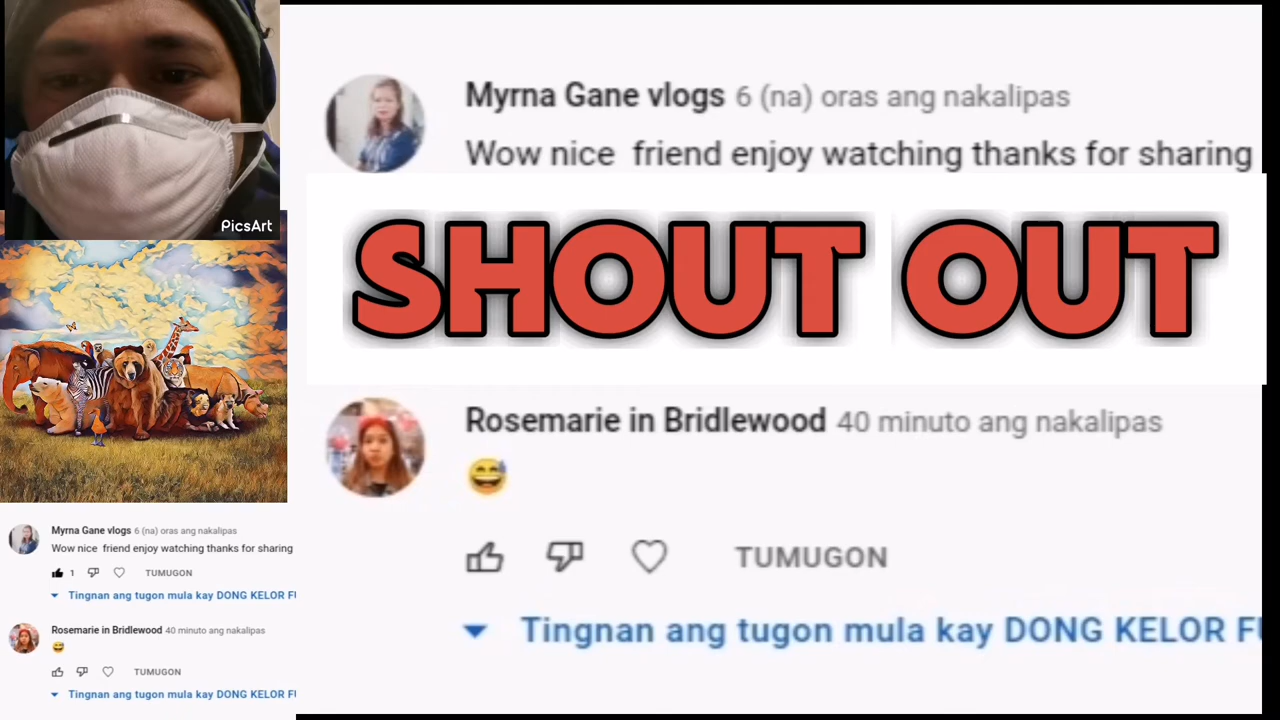 PicsArt
Myrna Gane vlogs 6 (na) oras ang nakalipas
Wow nice friend enjoy watching thanks for sharing
SHOUT OUT
Rosemarie in Bridlewood 40 minuto ang nakalipas
😅
TUMUGON
Tingnan ang tugon mula kay DONG KELOR FU
Myrna Gane vlogs 6 (na) oras ang nakalipas
Wow nice friend enjoy watching thanks for sharing
1 TUMUGON
Tingnan ang tugon mula kay DONG KELOR FU
Rosemarie in Bridlewood 40 minuto ang nakalipas
😅
TUMUGON
Tingnan ang tugon mula kay DONG KELOR FU